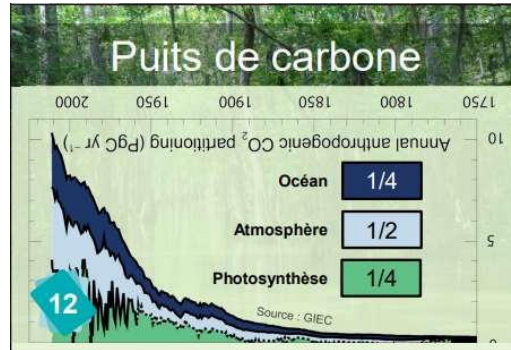 Puits de carbone
2000 1950 1900 1850 1800 1750
Annual anthropogenic CO₂ partitioning (PgC yr⁻¹)
10
Océan 1/4
Atmosphère 1/2
5
Photosynthèse 1/4
12
Source : GIEC
0